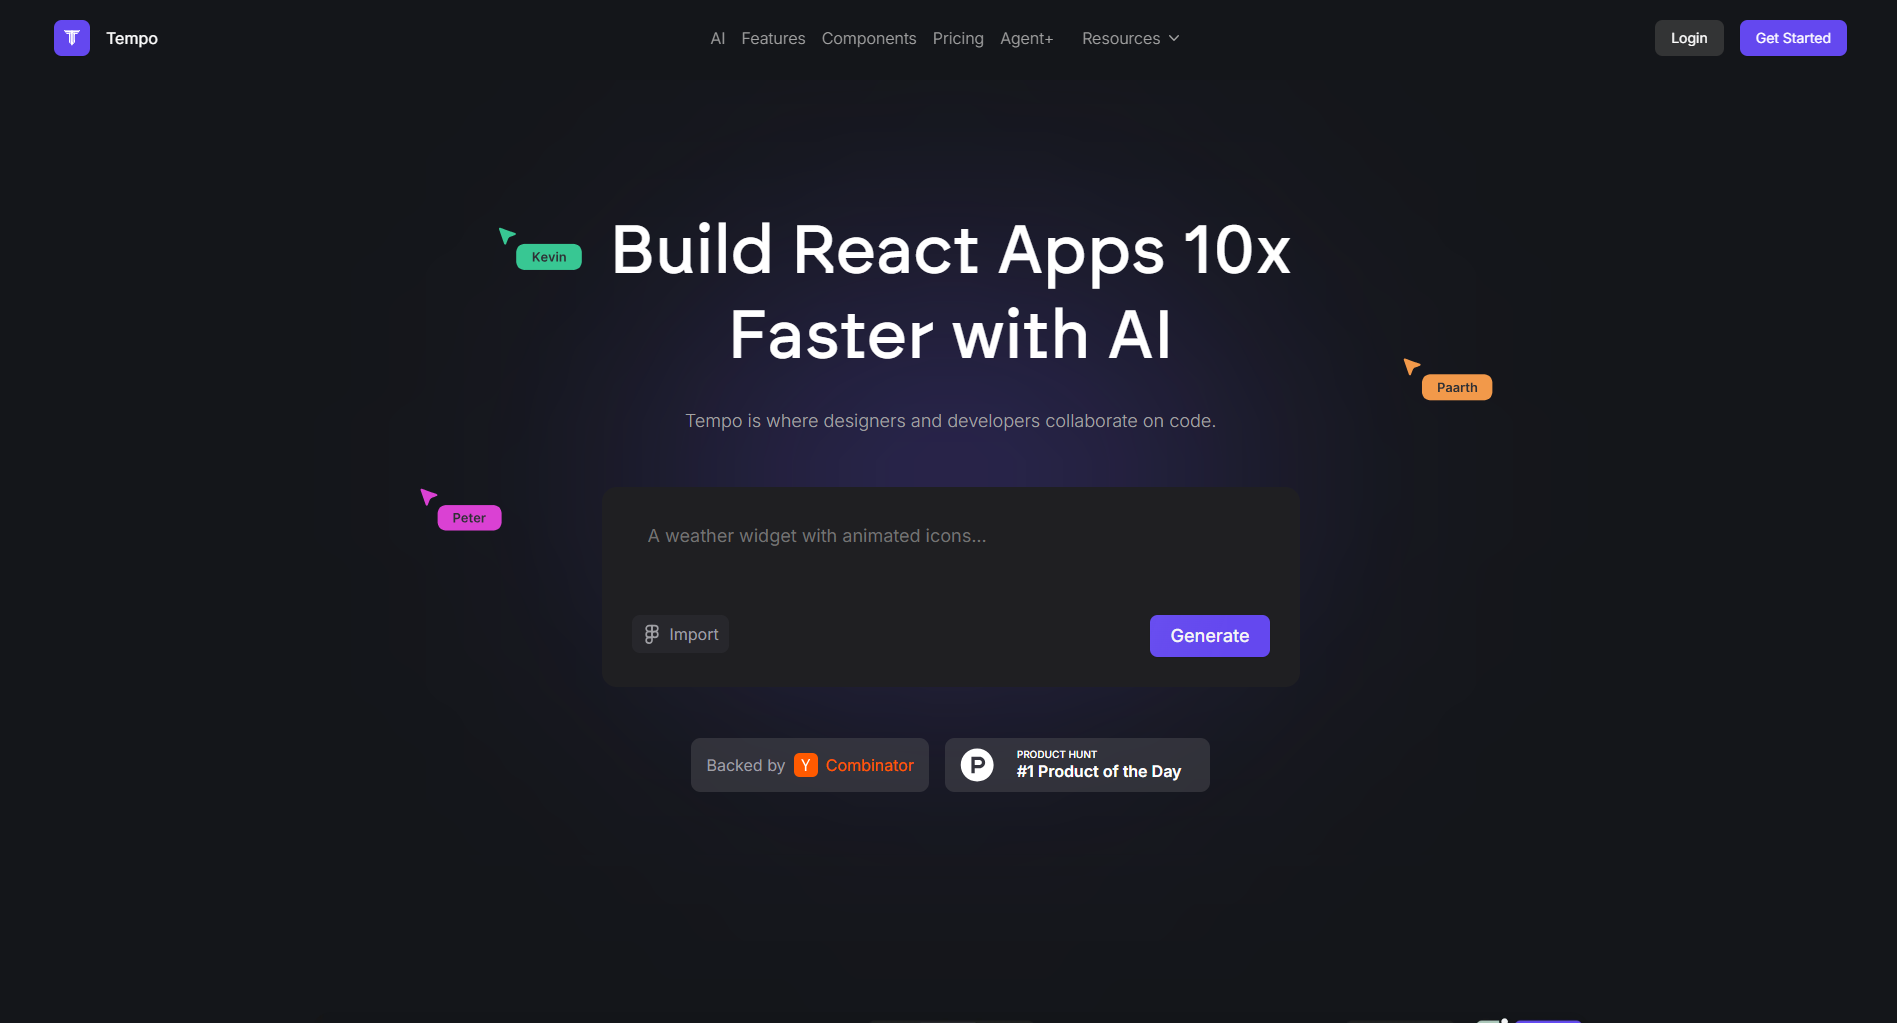 Tempo
AI Features Components Pricing Agent+ Resources
Login
Get Started
Kevin
Build React Apps 10x
Faster with AI
Paarth
Tempo is where designers and developers collaborate on code.
Peter
A weather widget with animated icons...
Import
Generate
Backed by Y Combinator
P
PRODUCT HUNT
#1 Product of the Day